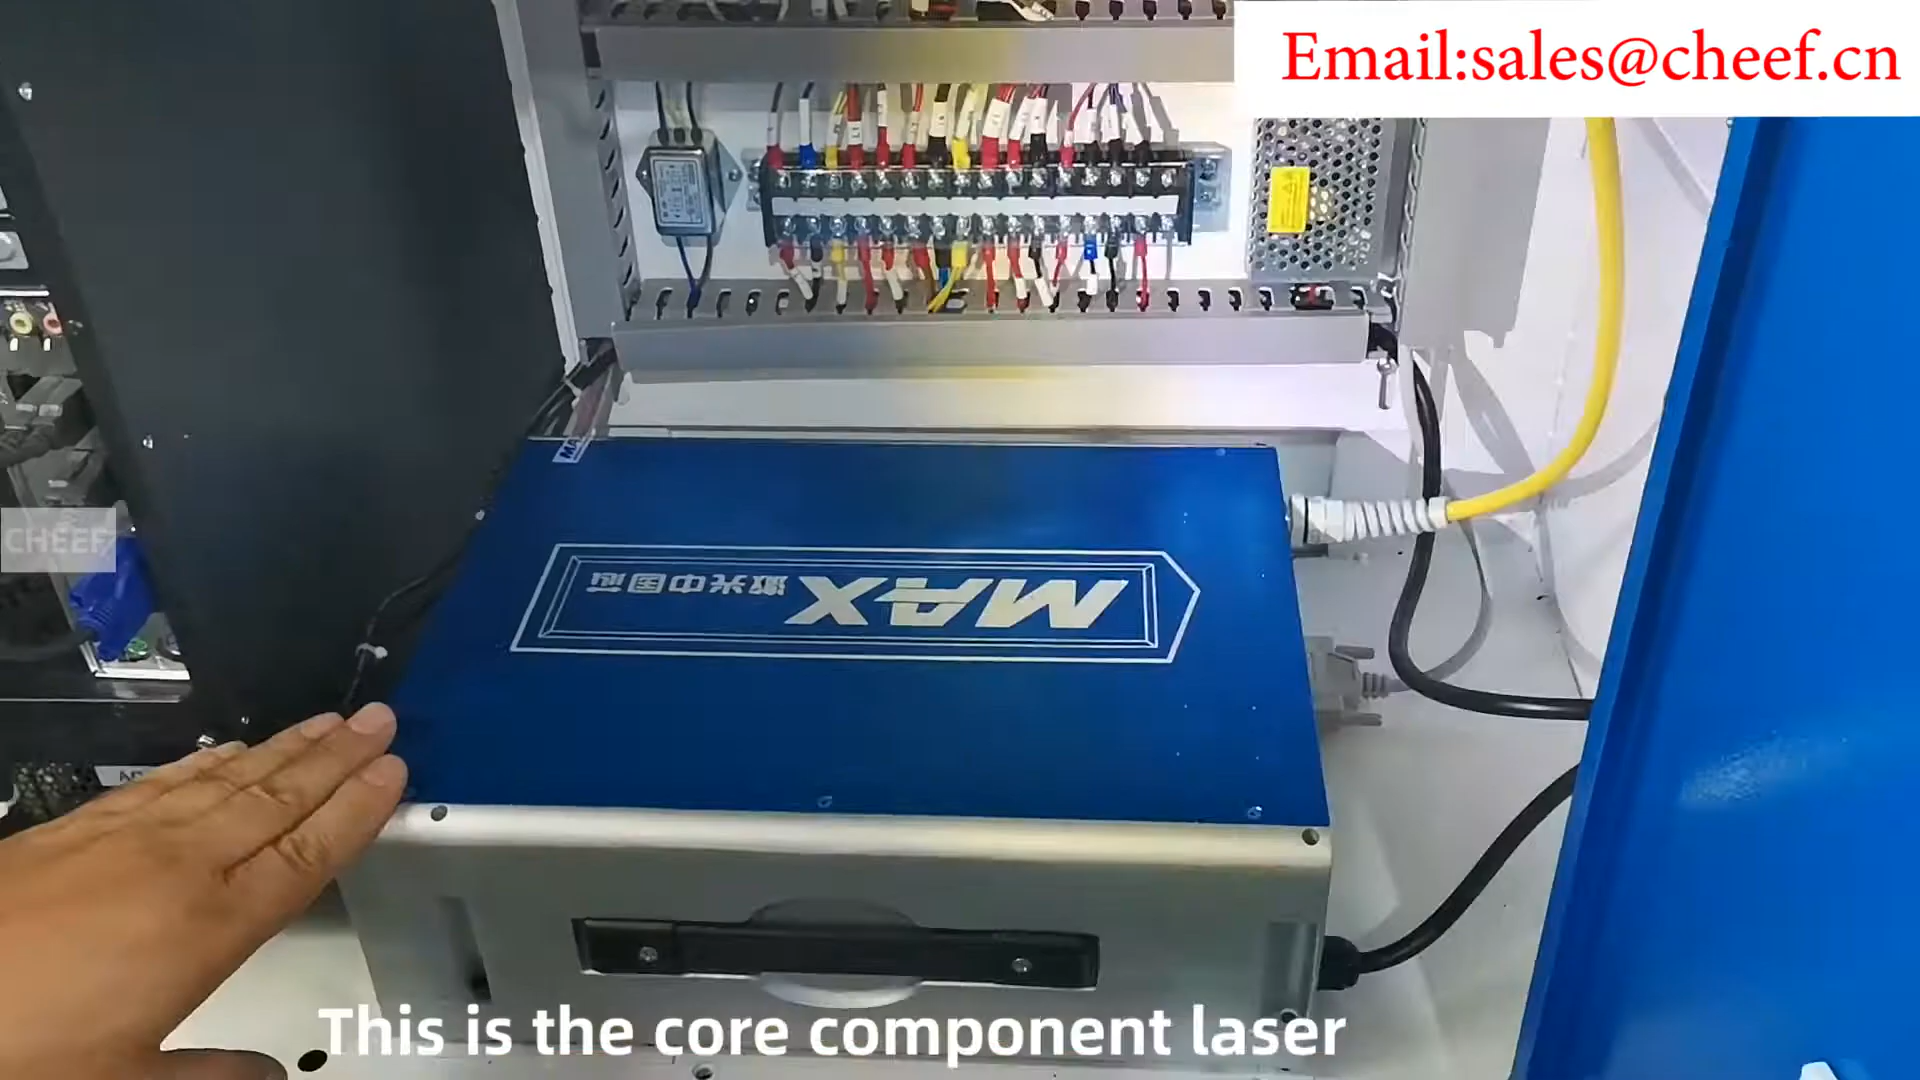 Email:sales@cheef.cn
CHEEF
MAX 激光中国芯
This is the core component laser